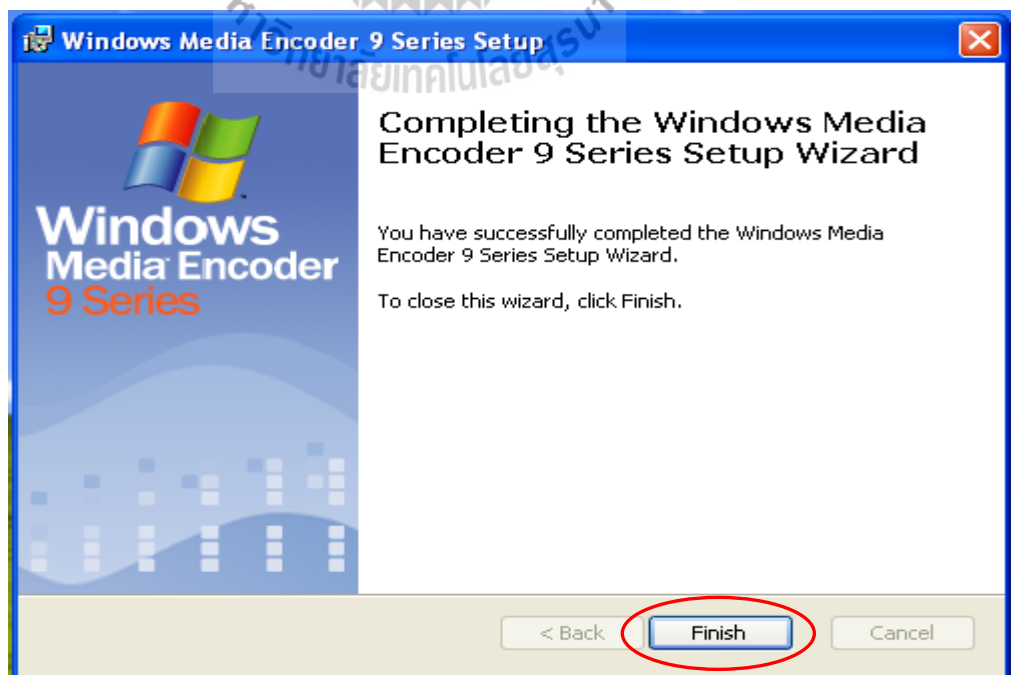 Windows Media Encoder 9 Series Setup
Windows
Media Encoder
9 Series
Completing the Windows Media
Encoder 9 Series Setup Wizard
You have successfully completed the Windows Media
Encoder 9 Series Setup Wizard.
To close this wizard, click Finish.
< Back
Finish
Cancel